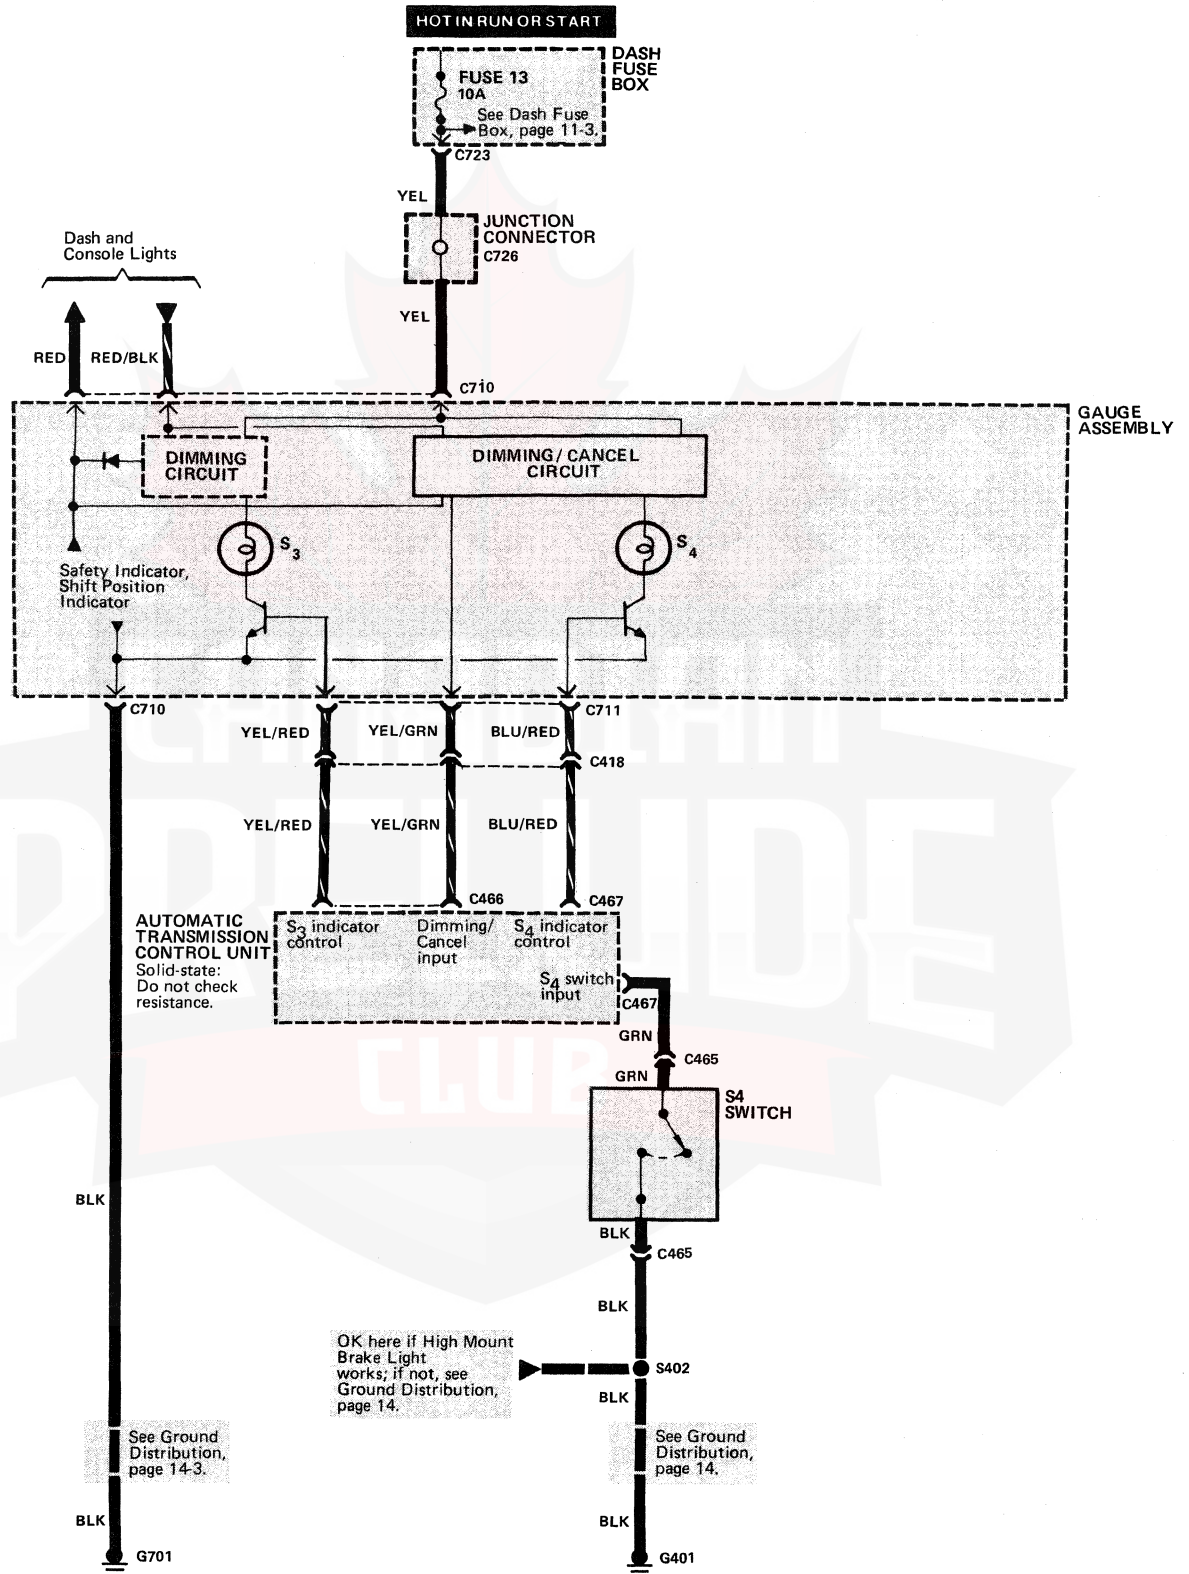 HOT IN RUN OR START
DASH
FUSE
BOX
FUSE 13
10A
See Dash Fuse
Box, page 11-3.
C723
YEL
JUNCTION
CONNECTOR
C726
Dash and
Console Lights
YEL
RED
RED/BLK
C710
GAUGE
ASSEMBLY
DIMMING
CIRCUIT
DIMMING/CANCEL
CIRCUIT
S3
S4
Safety Indicator,
Shift Position
Indicator
C710
C711
YEL/RED
YEL/GRN
BLU/RED
C418
YEL/RED
YEL/GRN
BLU/RED
C466
C467
AUTOMATIC
TRANSMISSION
CONTROL UNIT
Solid-state:
Do not check
resistance.
S3 indicator
control
Dimming/
Cancel
input
S4 indicator
control
S4 switch
input
C467
GRN
C465
GRN
S4
SWITCH
BLK
BLK
C465
BLK
OK here if High Mount
Brake Light
works; if not, see
Ground Distribution,
page 14.
S402
BLK
See Ground
Distribution,
page 14-3.
See Ground
Distribution,
page 14.
BLK
BLK
G701
G401
CANADIAN
PRELUDE
CLUB